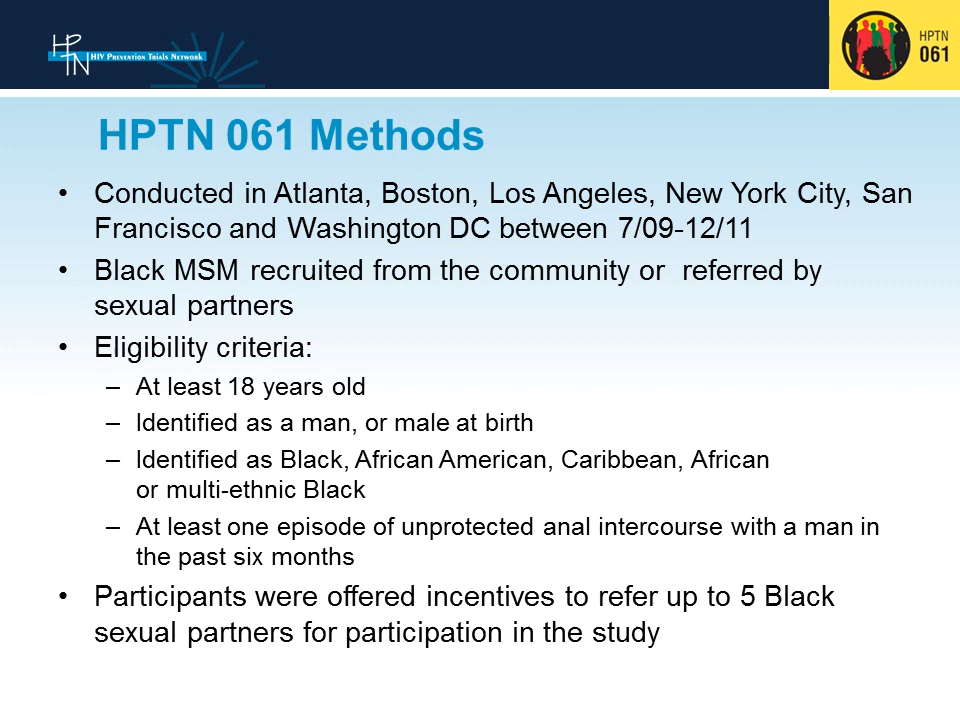 HPTN
HIV Prevention Trials Network
HPTN
061
HPTN 061 Methods
• Conducted in Atlanta, Boston, Los Angeles, New York City, San
Francisco and Washington DC between 7/09-12/11
• Black MSM recruited from the community or  referred by
sexual partners
• Eligibility criteria:
– At least 18 years old
– Identified as a man, or male at birth
– Identified as Black, African American, Caribbean, African
or multi-ethnic Black
– At least one episode of unprotected anal intercourse with a man in
the past six months
• Participants were offered incentives to refer up to 5 Black
sexual partners for participation in the study